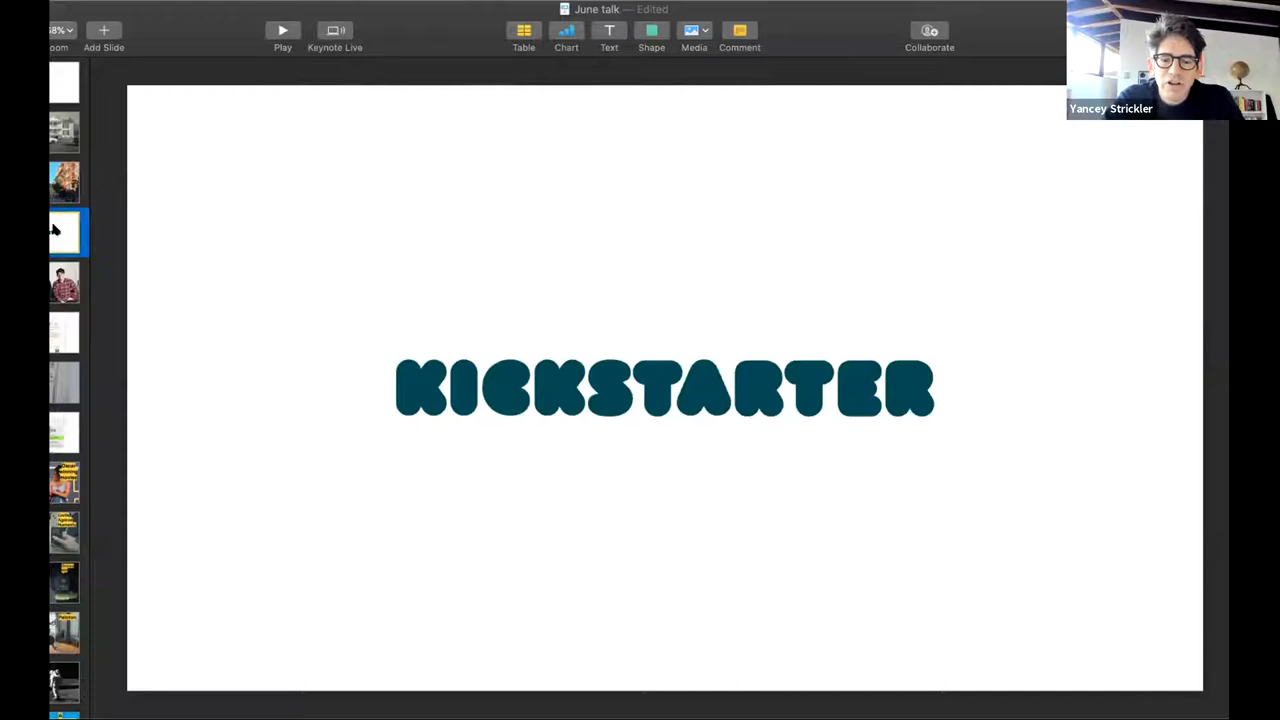 June talk — Edited
Play
Keynote Live
Add Slide
Table
Chart
Text
Shape
Media
Comment
Collaborate
Yancey Strickler
KICKSTARTER